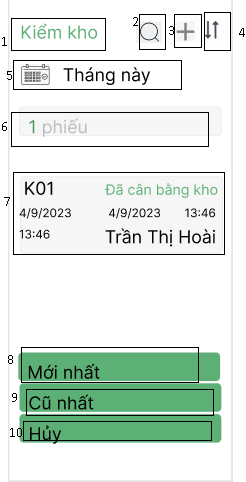 1 Kiểm kho 2 3 4
5 Tháng này
6 1 phiếu
7 K01 Đã cân bằng kho
4/9/2023 4/9/2023 13:46
13:46 Trần Thị Hoài
8 Mới nhất
9 Cũ nhất
10 Hủy